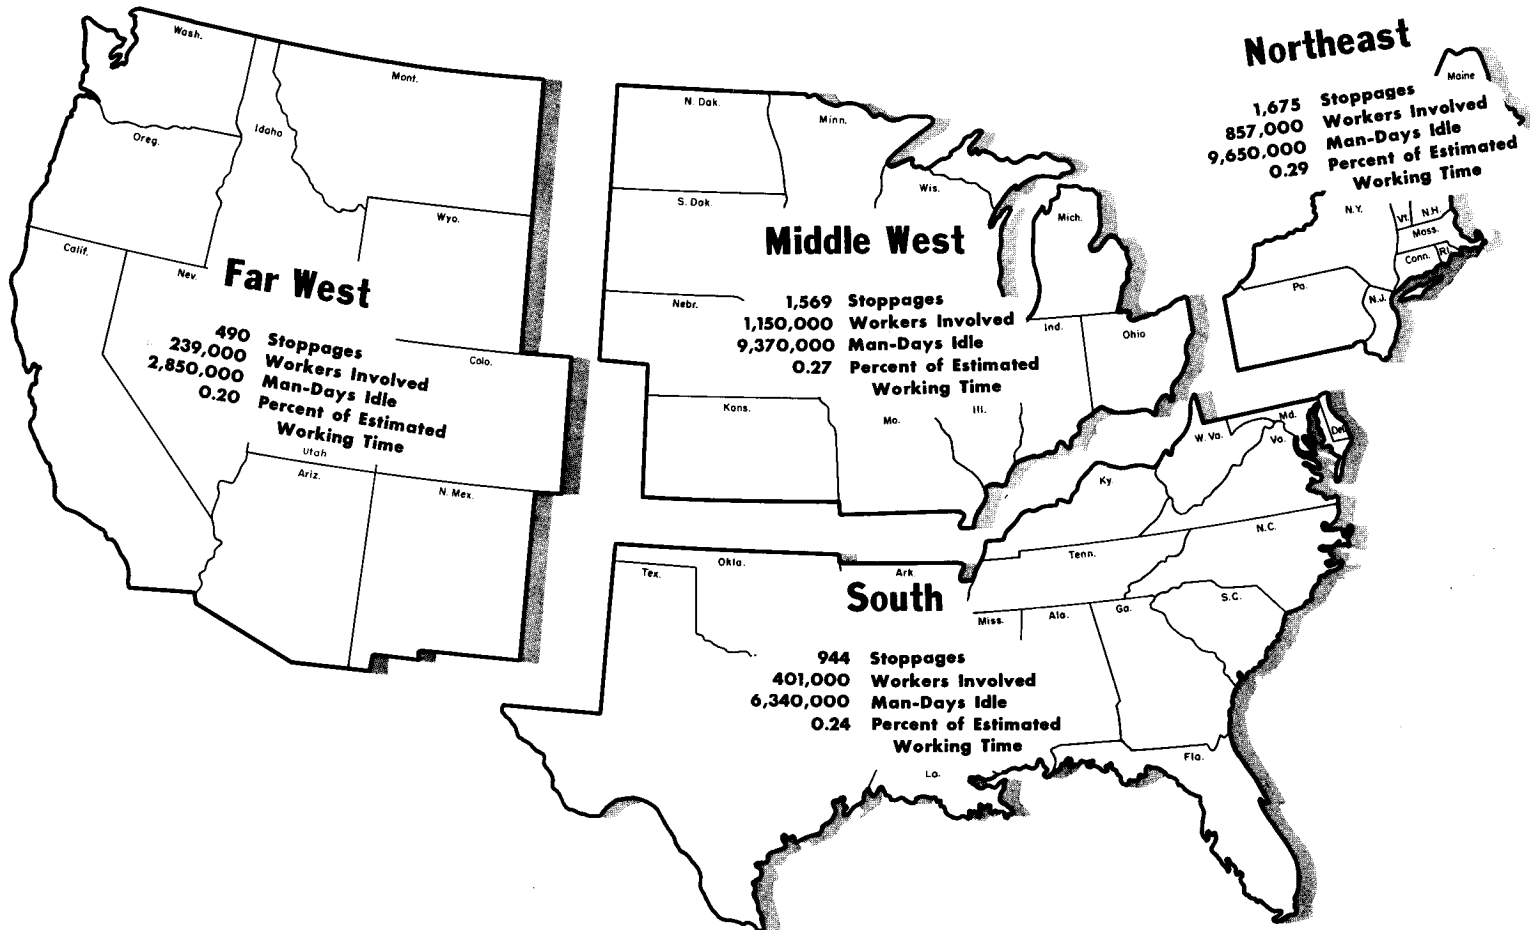 Far West
490 Stoppages
239,000 Workers Involved
2,850,000 Man-Days Idle
0.20 Percent of Estimated
Working Time
Wash.
Mont.
Idaho
Oreg.
Wyo.
Calif.
Nev.
Colo.
Utah
Ariz.
N. Mex.
Middle West
1,569 Stoppages
1,150,000 Workers Involved
9,370,000 Man-Days Idle
0.27 Percent of Estimated
Working Time
N. Dak.
Minn.
S. Dak.
Wis.
Mich.
Nebr.
Ind.
Ohio
Kans.
Mo.
Ill.
Northeast
1,675 Stoppages
857,000 Workers Involved
9,650,000 Man-Days Idle
0.29 Percent of Estimated
Working Time
Maine
N.Y.
Vt.
N.H.
Mass.
Conn.
R.I.
Pa.
N.J.
South
944 Stoppages
401,000 Workers Involved
6,340,000 Man-Days Idle
0.24 Percent of Estimated
Working Time
W. Va.
Md.
Va.
Del.
Ky.
N.C.
Tenn.
Okla.
Tex.
Ark.
S.C.
Miss.
Ala.
Ga.
La.
Fla.